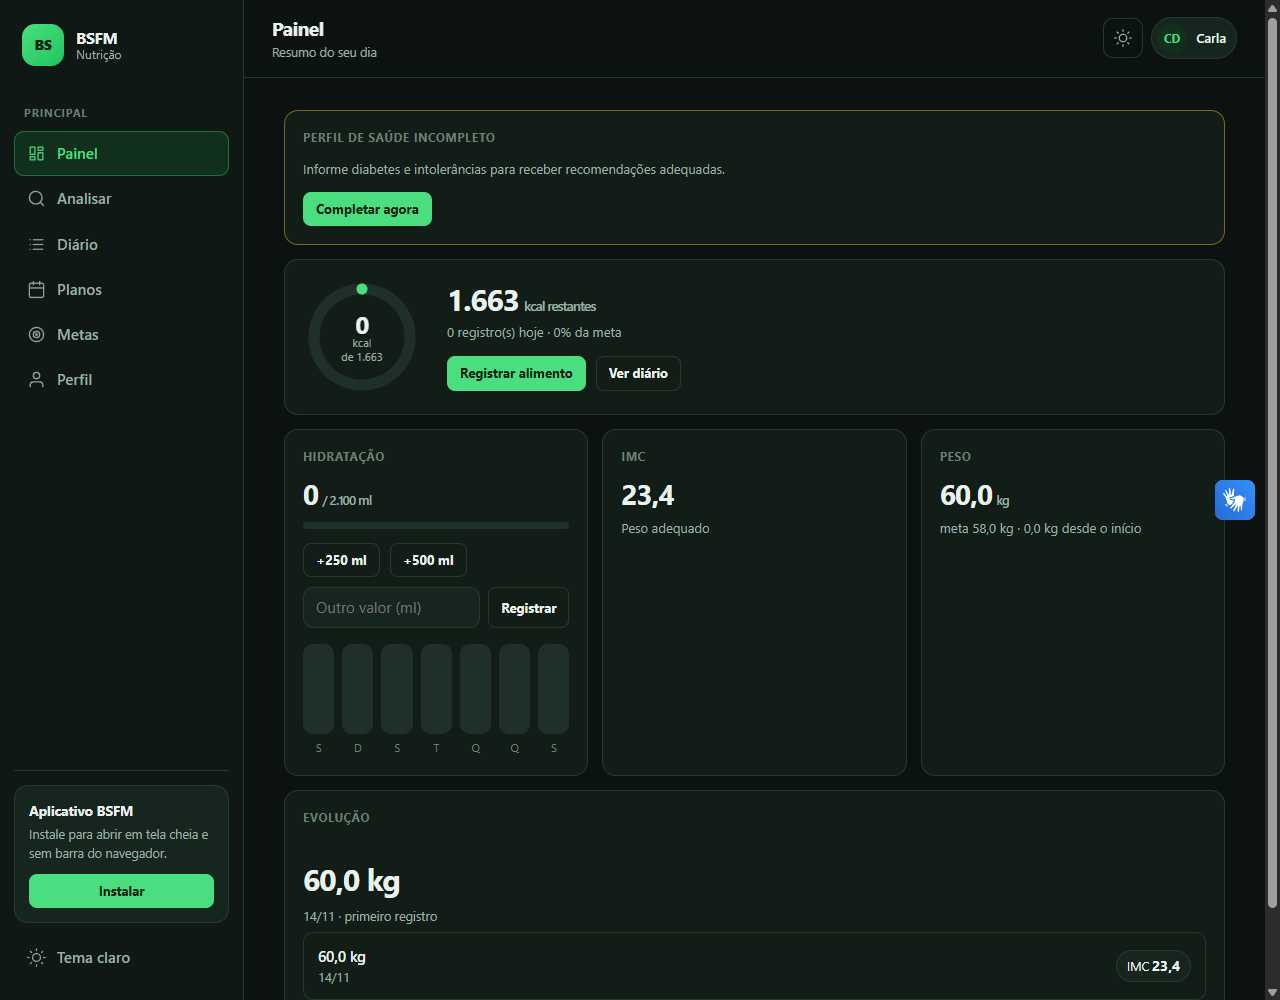 BS
BSFM
Nutrição
PRINCIPAL
Painel
Analisar
Diário
Planos
Metas
Perfil
Aplicativo BSFM
Instale para abrir em tela cheia e
sem barra do navegador.
Instalar
Tema claro
Painel
Resumo do seu dia
CD Carla
PERFIL DE SAÚDE INCOMPLETO
Informe diabetes e intolerâncias para receber recomendações adequadas.
Completar agora
0
kcal
de 1.663
1.663 kcal restantes
0 registro(s) hoje · 0% da meta
Registrar alimento Ver diário
HIDRATAÇÃO
0 / 2.100 ml
+250 ml +500 ml
Outro valor (ml) Registrar
S D S T Q Q S
IMC
23,4
Peso adequado
PESO
60,0 kg
meta 58,0 kg · 0,0 kg desde o início
EVOLUÇÃO
60,0 kg
14/11 · primeiro registro
60,0 kg
14/11
IMC 23,4